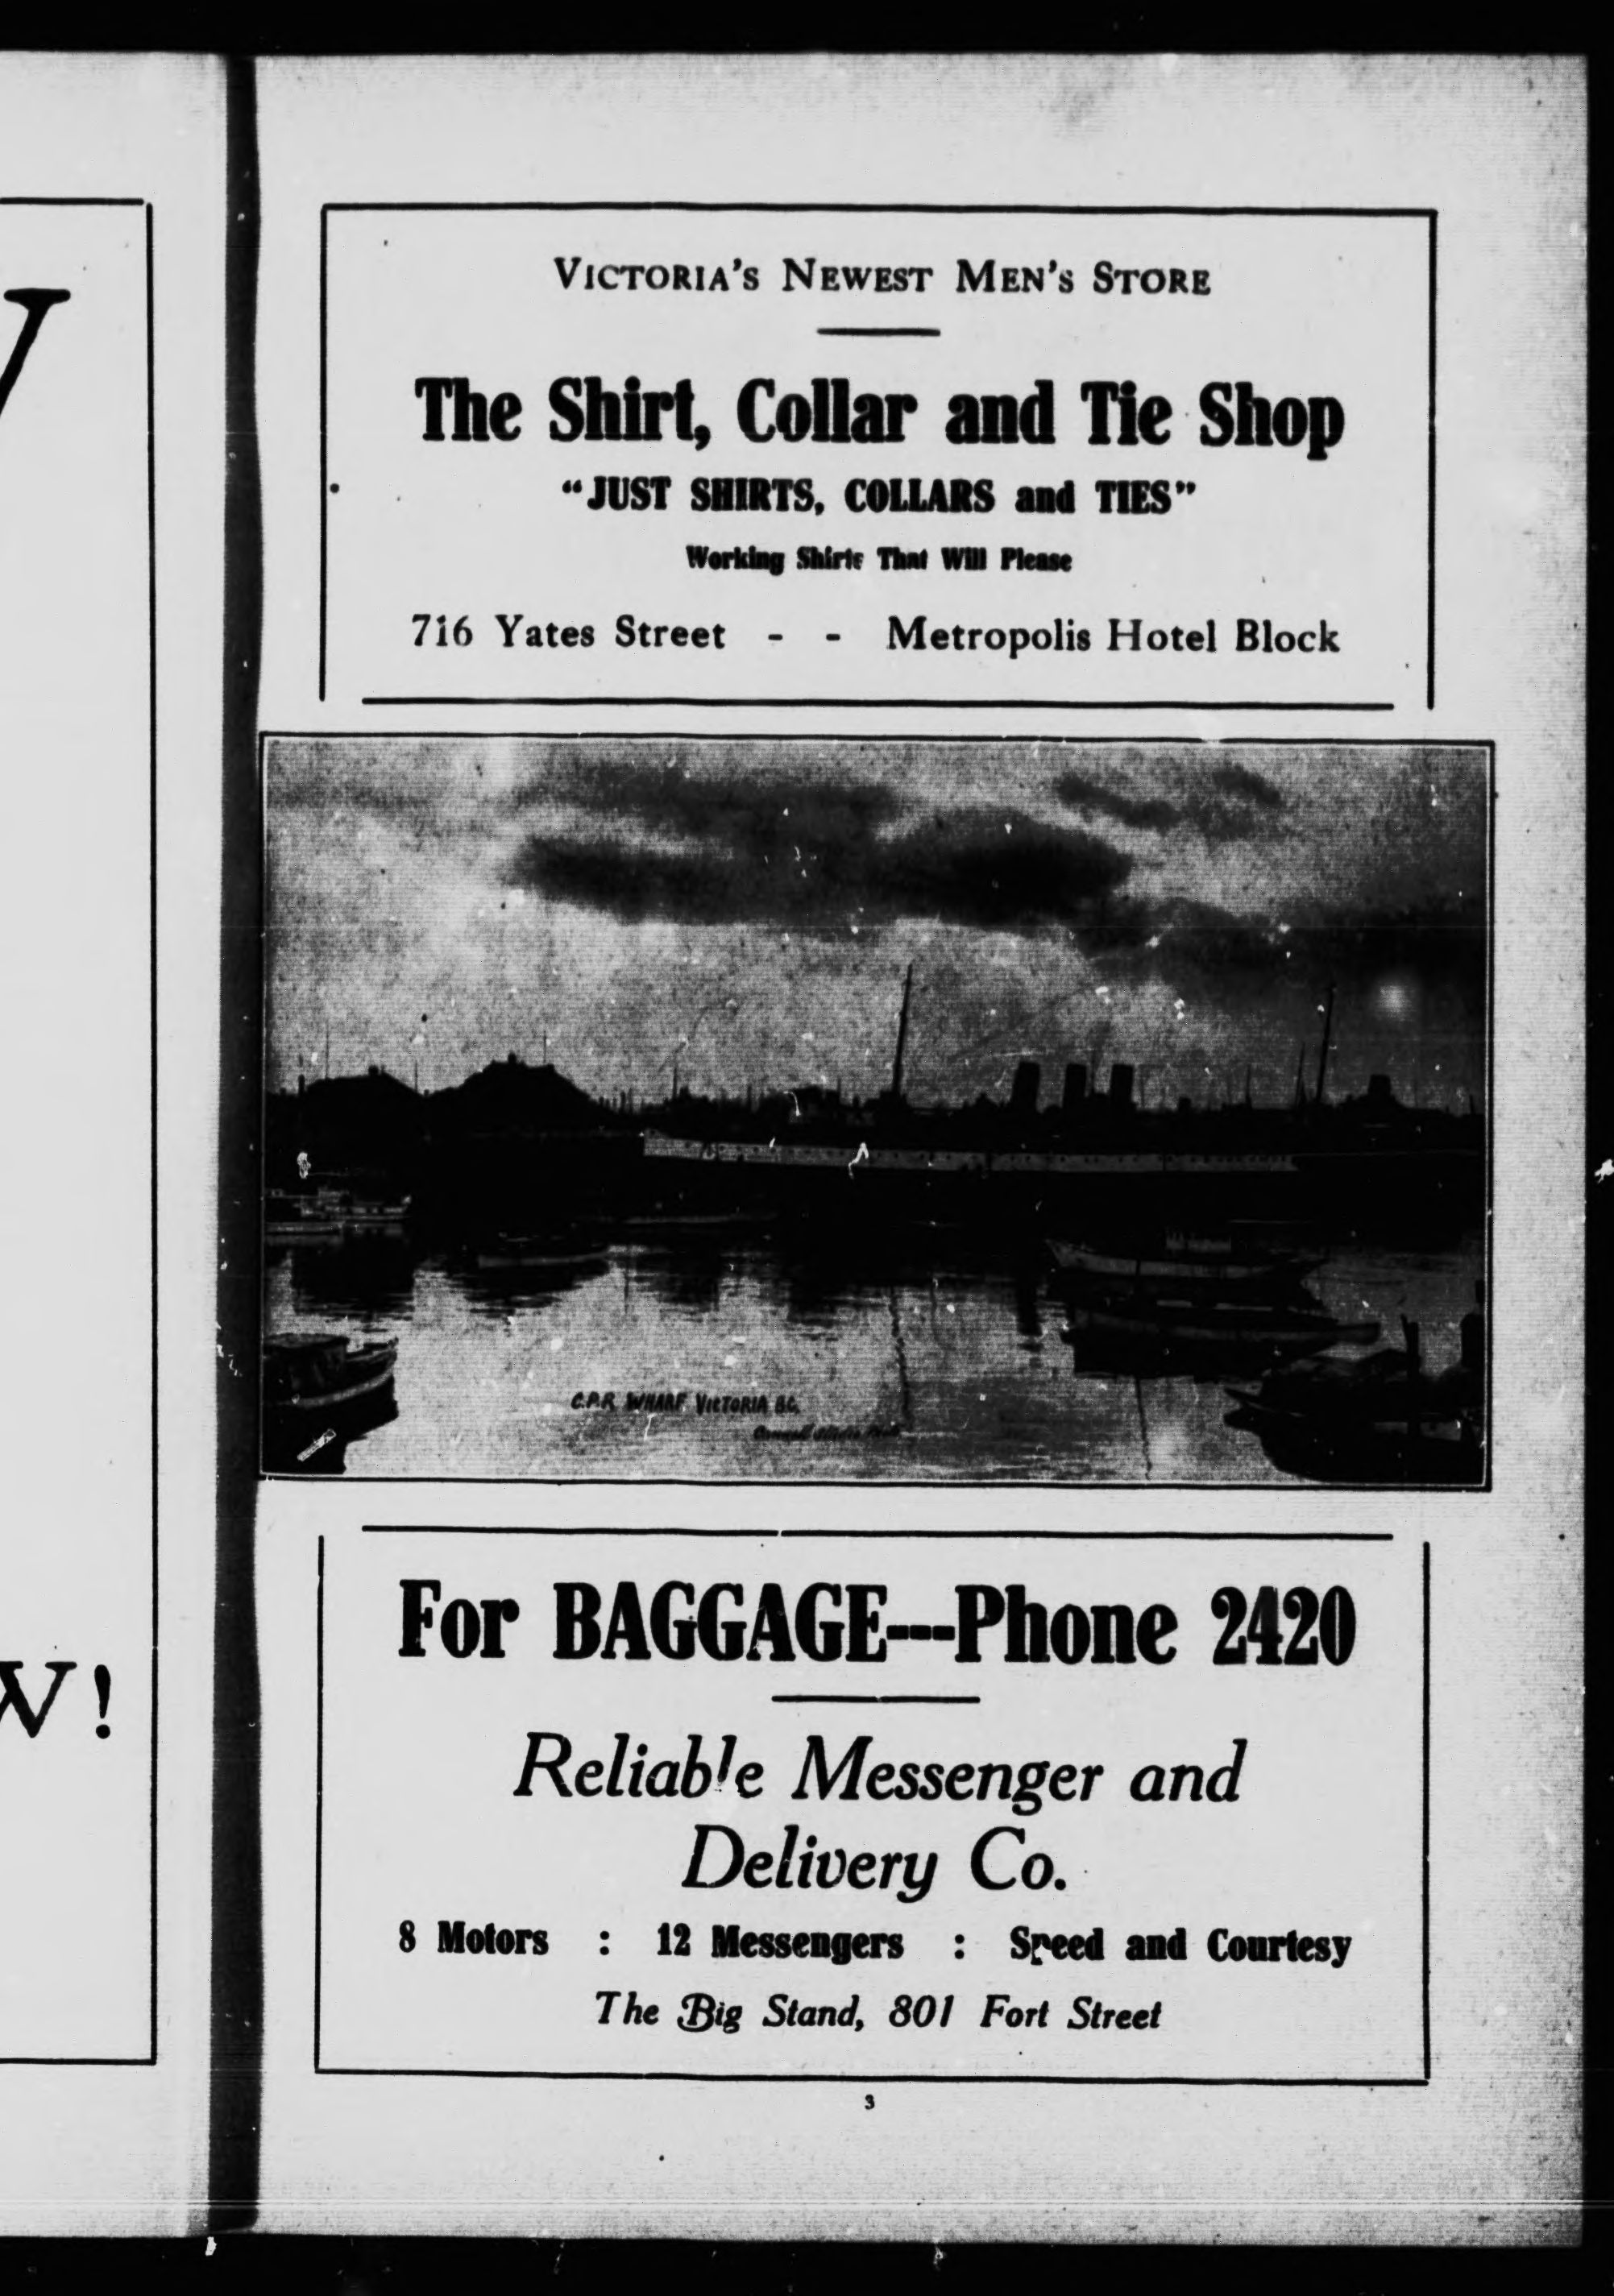 W!
VICTORIA'S NEWEST MEN'S STORE
The Shirt, Collar and Tie Shop
"JUST SHIRTS, COLLARS and TIES"
Working Shirts That Will Please
716 Yates Street - - Metropolis Hotel Block
C.P.R. WHARF VICTORIA B.C.
For BAGGAGE---Phone 2420
Reliable Messenger and
Delivery Co.
8 Motors : 12 Messengers : Speed and Courtesy
The Big Stand, 801 Fort Street
3